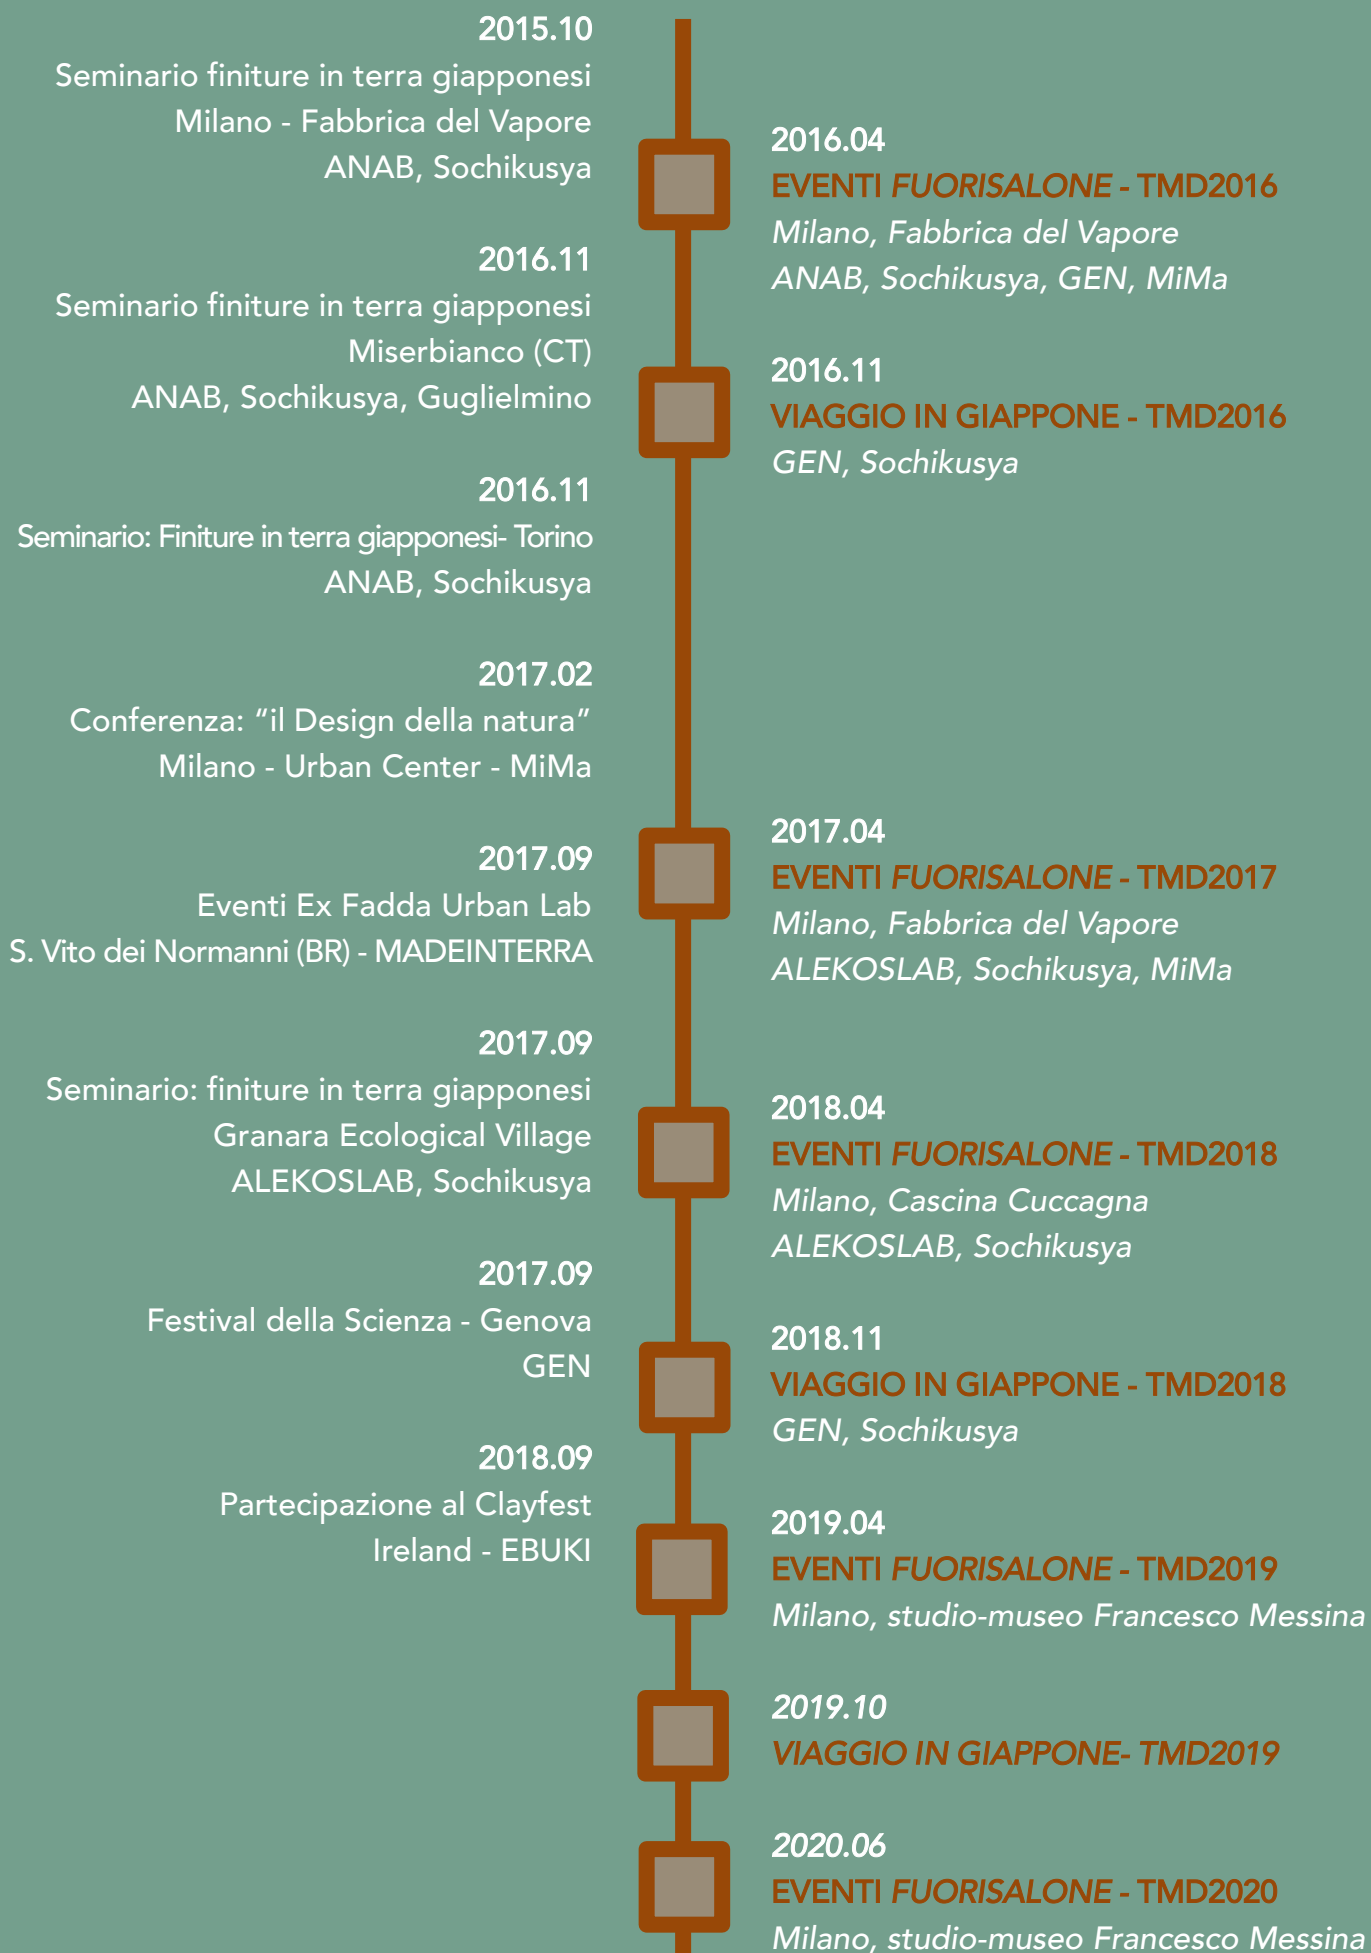 2015.10
Seminario finiture in terra giapponesi
Milano - Fabbrica del Vapore
ANAB, Sochikusya
2016.11
Seminario finiture in terra giapponesi
Miserbianco (CT)
ANAB, Sochikusya, Guglielmino
2016.11
Seminario: Finiture in terra giapponesi- Torino
ANAB, Sochikusya
2017.02
Conferenza: “il Design della natura”
Milano - Urban Center - MiMa
2017.09
Eventi Ex Fadda Urban Lab
S. Vito dei Normanni (BR) - MADEINTERRA
2017.09
Seminario: finiture in terra giapponesi
Granara Ecological Village
ALEKOSLAB, Sochikusya
2017.09
Festival della Scienza - Genova
GEN
2018.09
Partecipazione al Clayfest
Ireland - EBUKI
2016.04
EVENTI FUORISALONE - TMD2016
Milano, Fabbrica del Vapore
ANAB, Sochikusya, GEN, MiMa
2016.11
VIAGGIO IN GIAPPONE - TMD2016
GEN, Sochikusya
2017.04
EVENTI FUORISALONE - TMD2017
Milano, Fabbrica del Vapore
ALEKOSLAB, Sochikusya, MiMa
2018.04
EVENTI FUORISALONE - TMD2018
Milano, Cascina Cuccagna
ALEKOSLAB, Sochikusya
2018.11
VIAGGIO IN GIAPPONE - TMD2018
GEN, Sochikusya
2019.04
EVENTI FUORISALONE - TMD2019
Milano, studio-museo Francesco Messina
2019.10
VIAGGIO IN GIAPPONE- TMD2019
2020.06
EVENTI FUORISALONE - TMD2020
Milano, studio-museo Francesco Messina